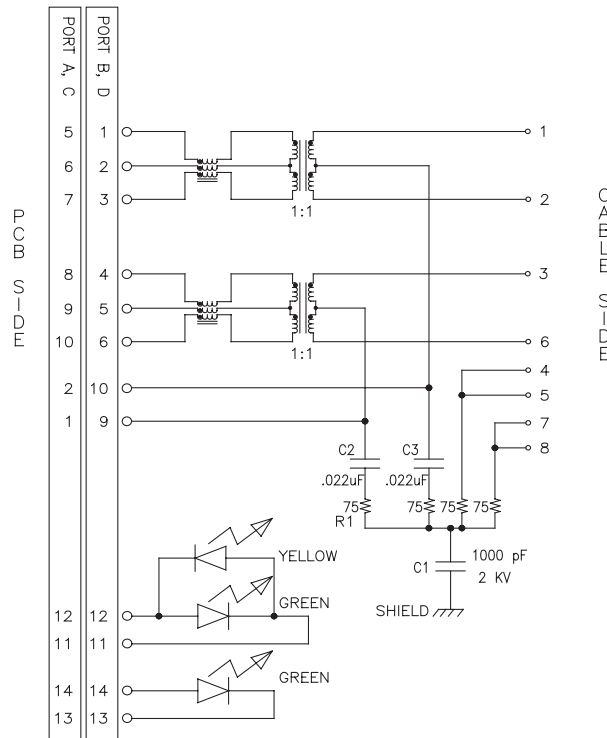 PORT A, C
PORT B, D
5 1 1
6 2
7 3 2
1:1
PCB SIDE
CABLE SIDE
8 4 3
9 5
10 6 6
1:1
4
2 10
5
1 9
7
8
C2 C3
.022uF .022uF
75 75 75 75
R1
1000 pF
C1
2 KV
YELLOW
SHIELD
GREEN
12 12
11 11
GREEN
14 14
13 13